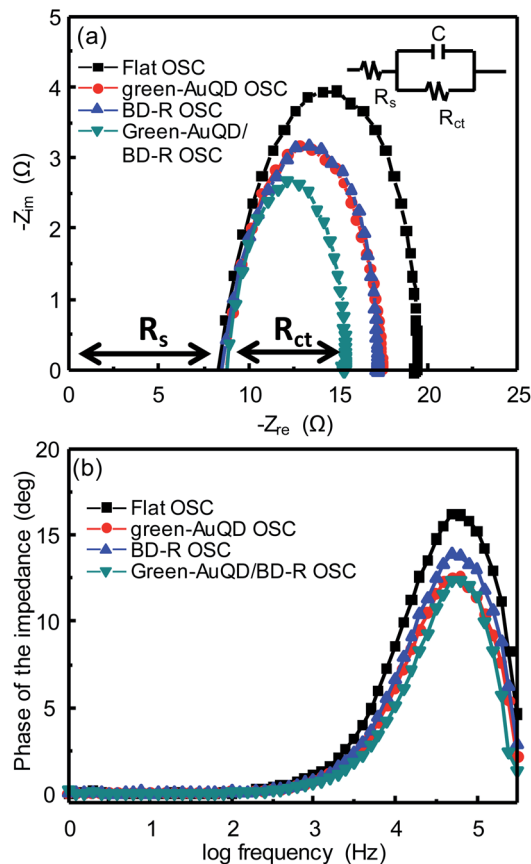 (a)
Flat OSC
green-AuQD OSC
BD-R OSC
Green-AuQD/
BD-R OSC
C
Rs
Rct
5
4
3
2
1
0
-Zim (Ω)
Rs
Rct
0 5 10 15 20 25
-Zre (Ω)
(b)
Flat OSC
green-AuQD OSC
BD-R OSC
Green-AuQD/BD-R OSC
20
15
10
5
0
Phase of the impedance (deg)
0 1 2 3 4 5
log frequency (Hz)